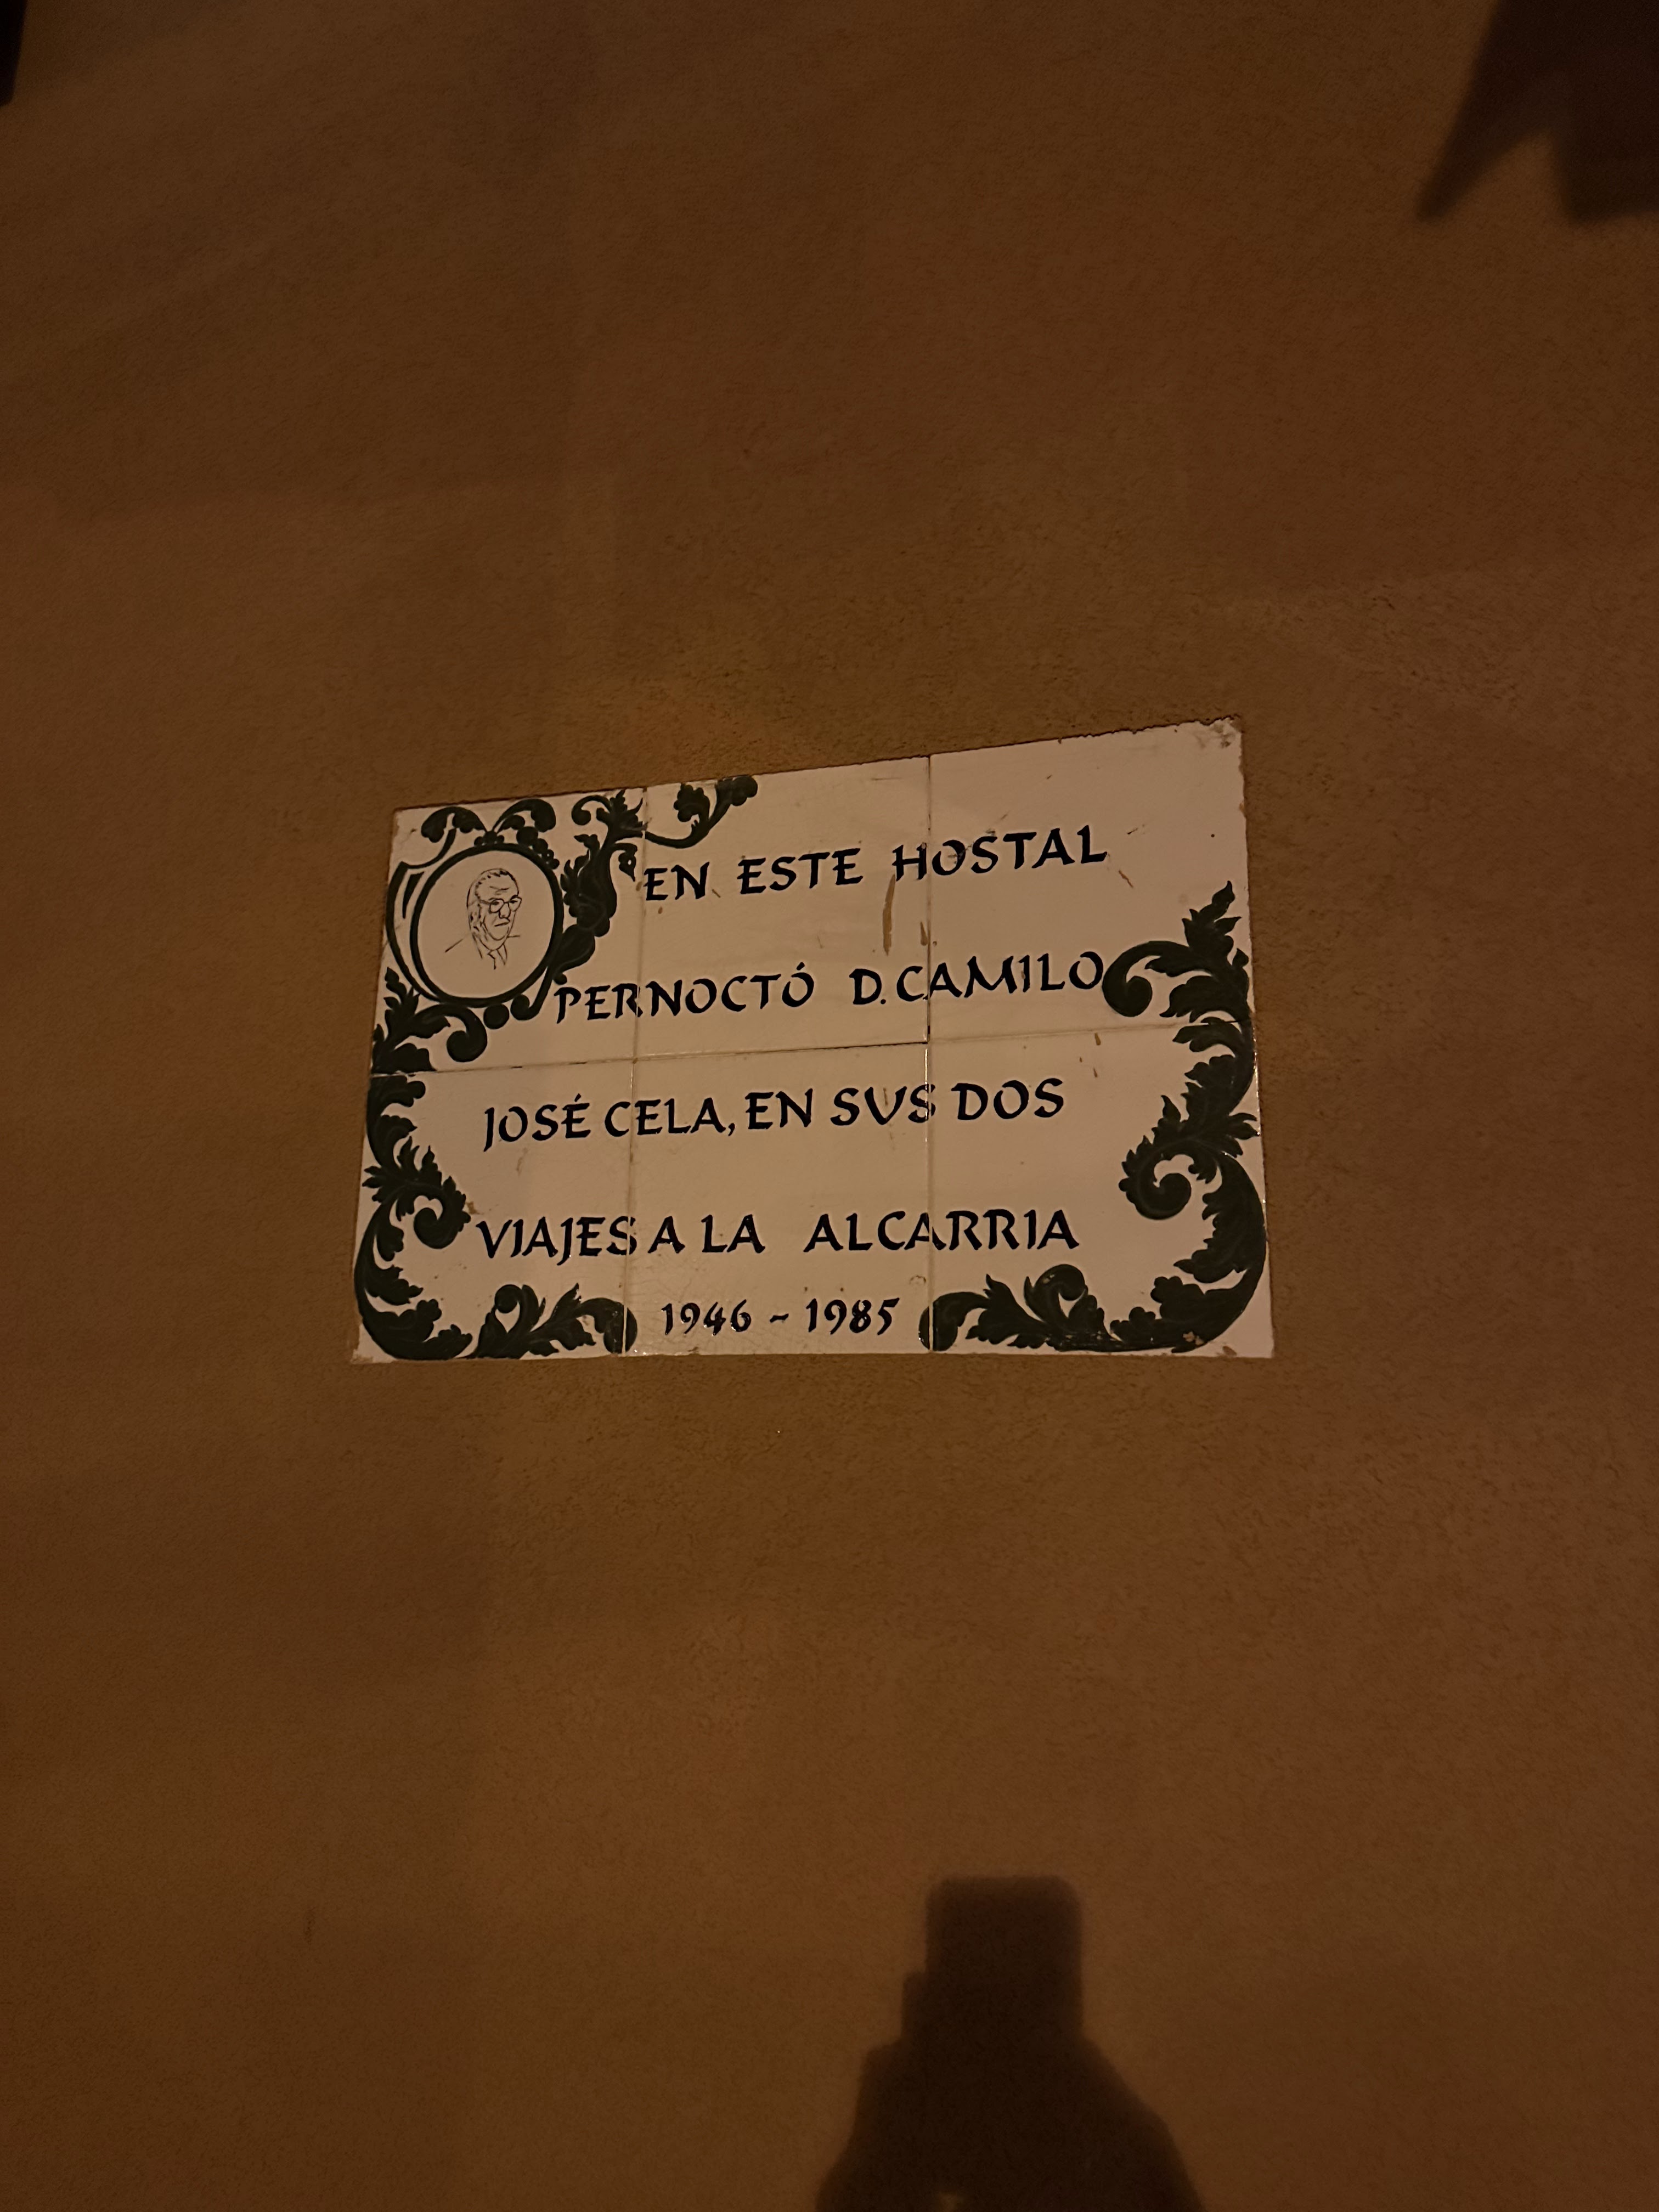 EN ESTE HOSTAL
PERNOCTÓ D. CAMILO
JOSÉ CELA, EN SUS DOS
VIAJES A LA ALCARRIA
1946 ~ 1985